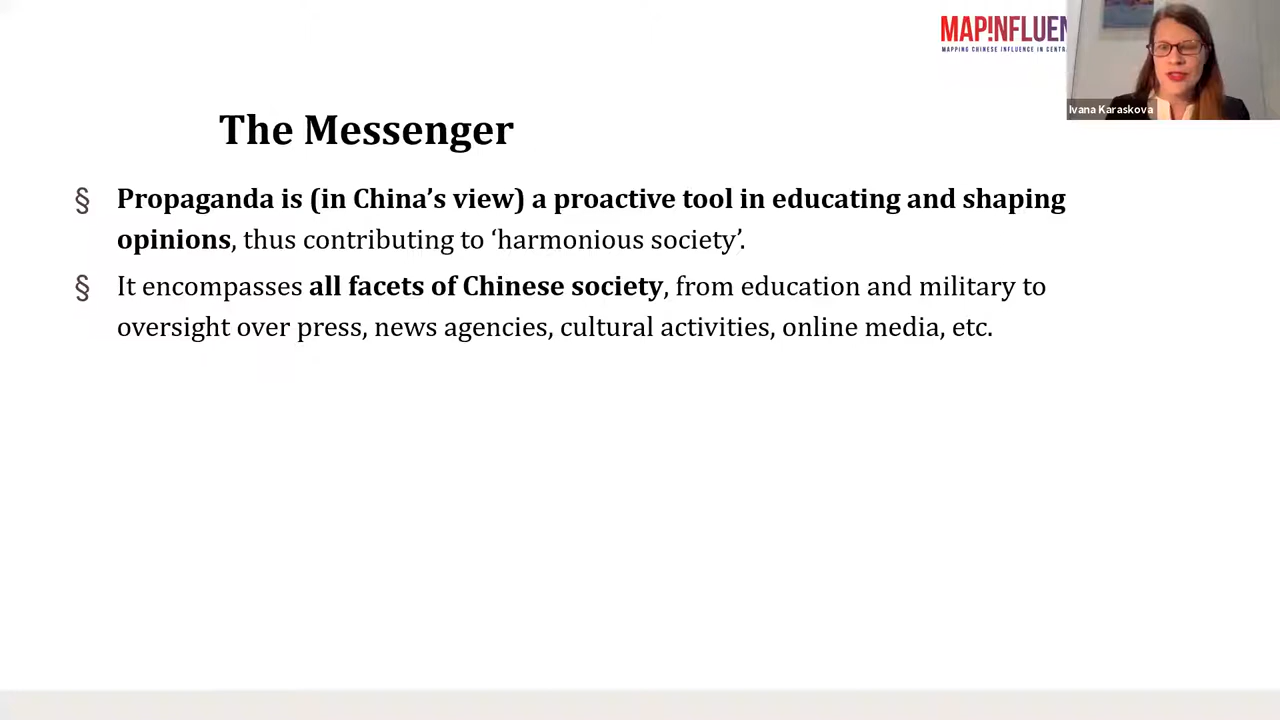 MAP!NFLUEN
MAPPING CHINESE INFLUENCE IN CENTR
Ivana Karaskova
The Messenger
§ Propaganda is (in China’s view) a proactive tool in educating and shaping
opinions, thus contributing to ‘harmonious society’.
§ It encompasses all facets of Chinese society, from education and military to
oversight over press, news agencies, cultural activities, online media, etc.